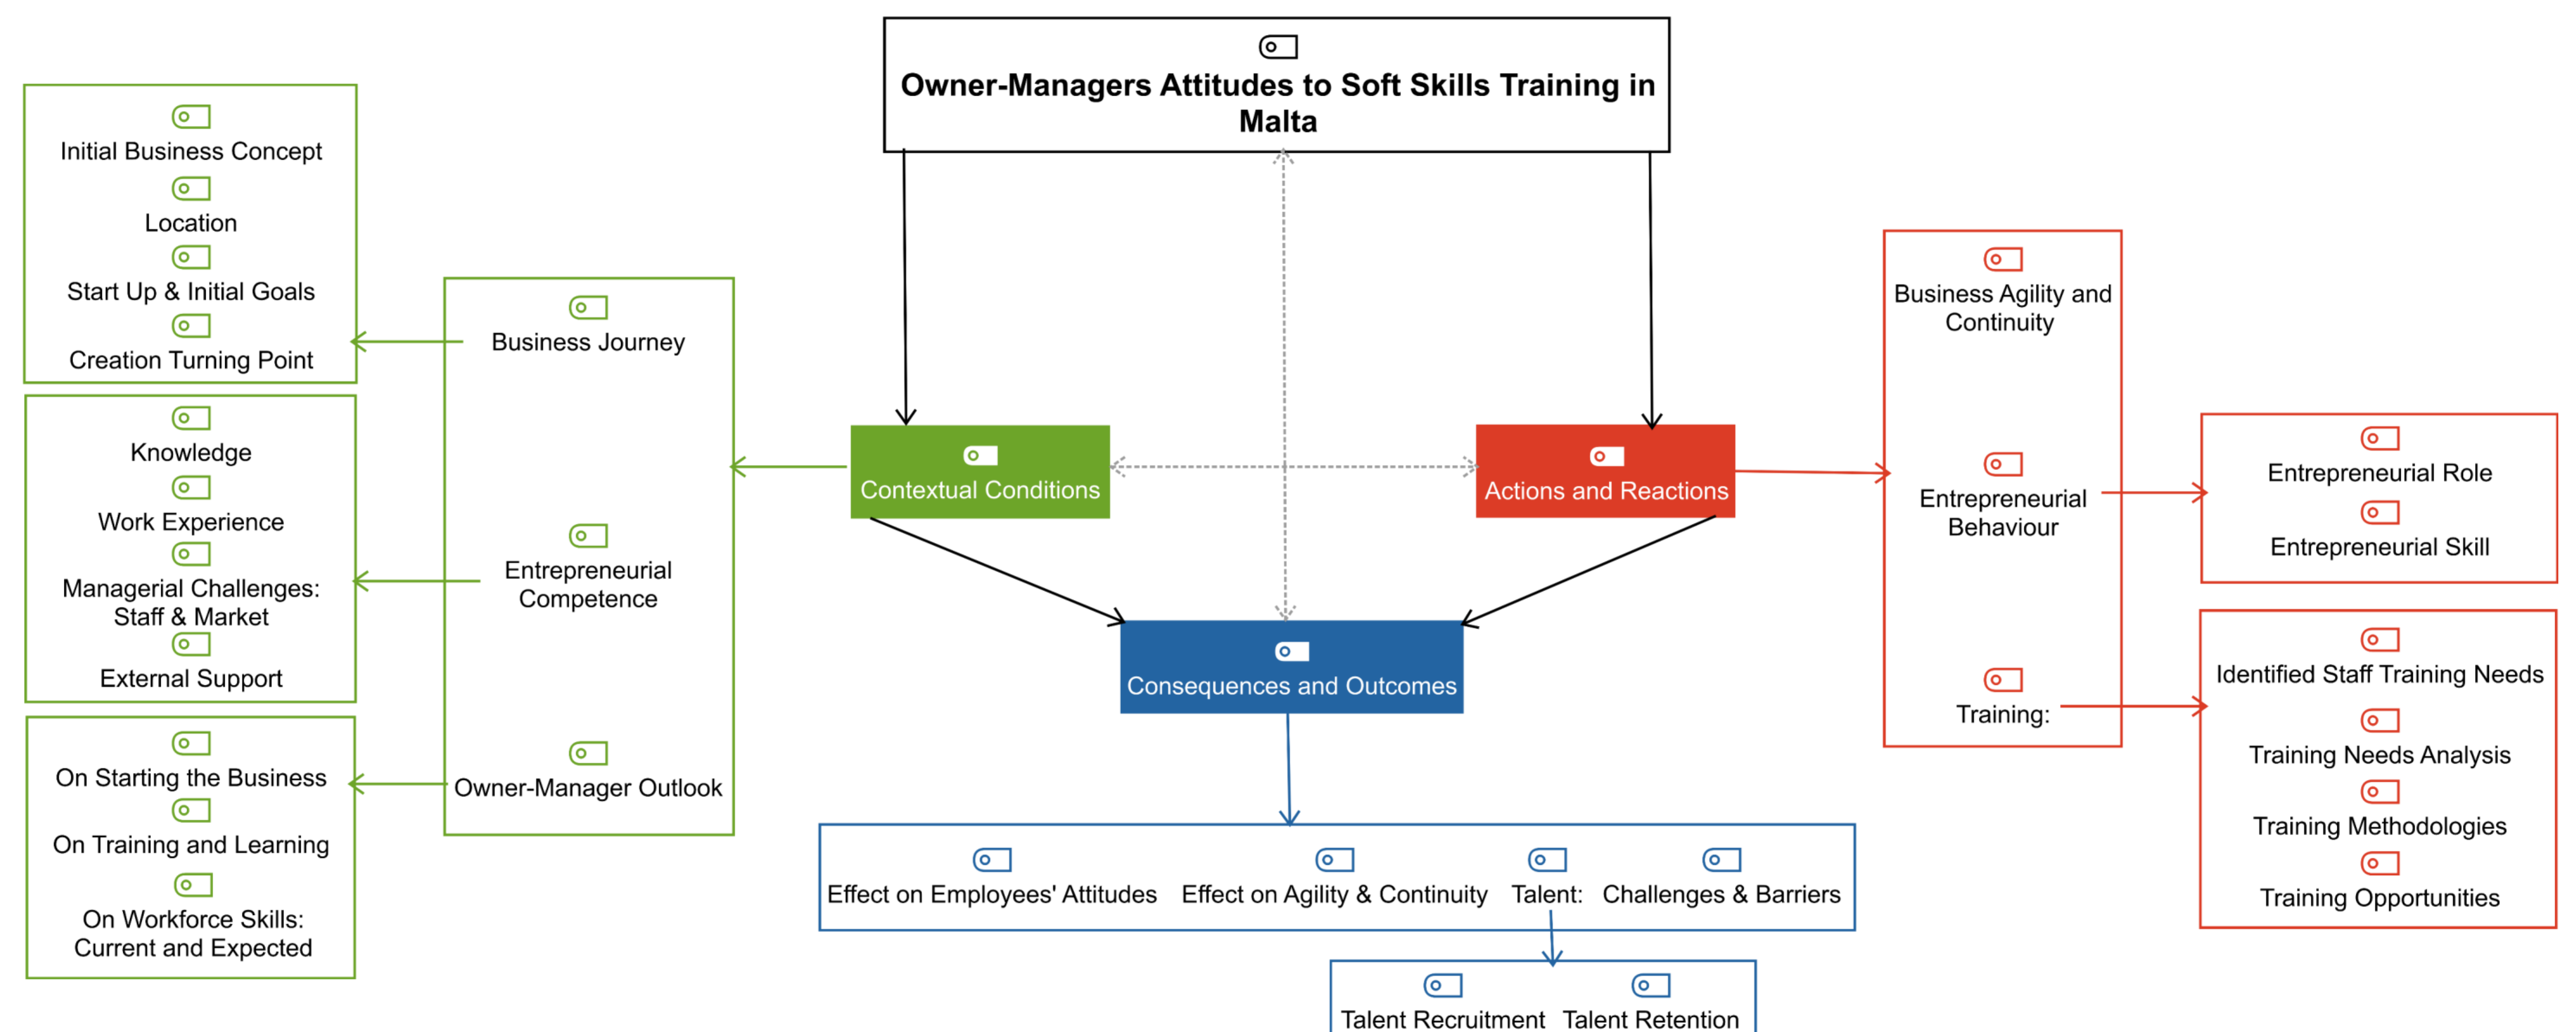 Owner-Managers Attitudes to Soft Skills Training in
Malta
Initial Business Concept
Location
Start Up & Initial Goals
Creation Turning Point
Knowledge
Work Experience
Managerial Challenges:
Staff & Market
External Support
On Starting the Business
On Training and Learning
On Workforce Skills:
Current and Expected
Business Journey
Entrepreneurial
Competence
Owner-Manager Outlook
Contextual Conditions
Actions and Reactions
Consequences and Outcomes
Effect on Employees' Attitudes
Effect on Agility & Continuity
Talent:
Challenges & Barriers
Talent Recruitment
Talent Retention
Business Agility and
Continuity
Entrepreneurial
Behaviour
Training:
Entrepreneurial Role
Entrepreneurial Skill
Identified Staff Training Needs
Training Needs Analysis
Training Methodologies
Training Opportunities